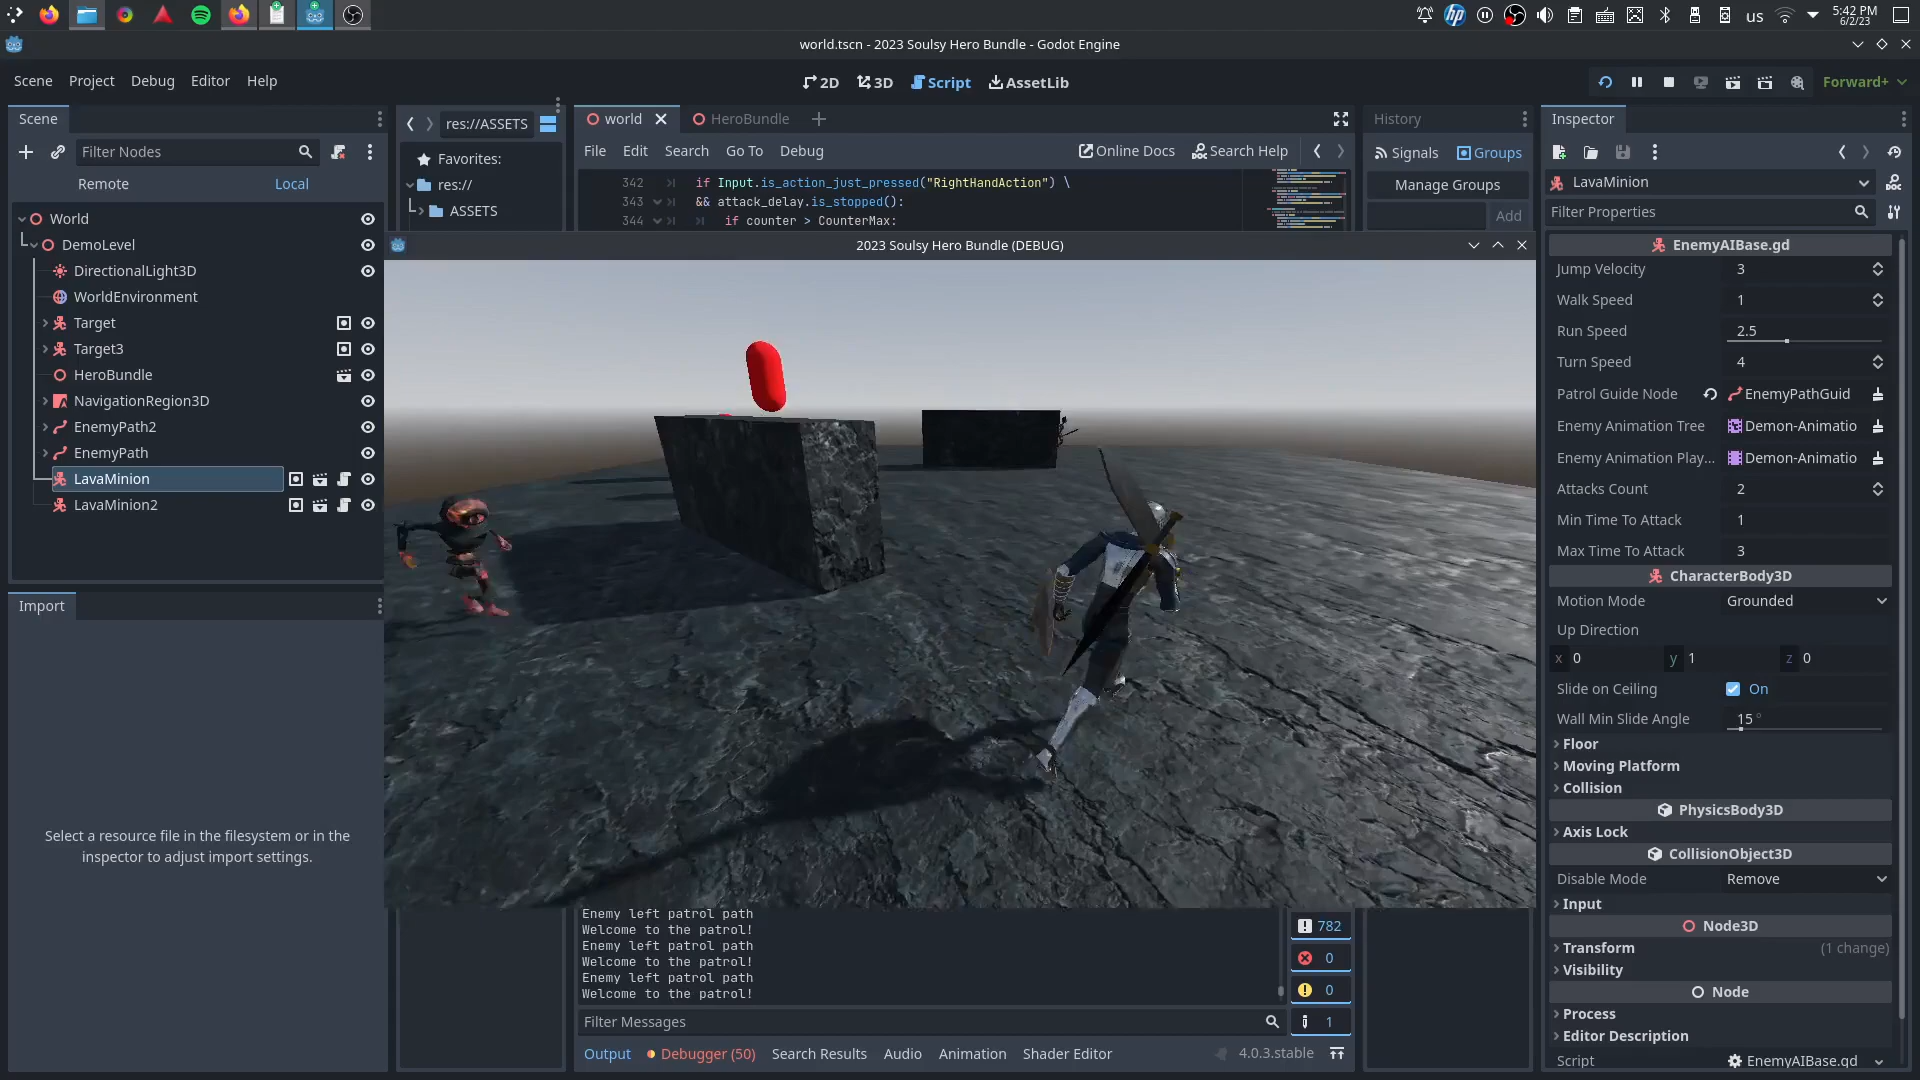 us
5:42 PM
6/2/23
world.tscn - 2023 Soulsy Hero Bundle - Godot Engine
Scene Project Debug Editor Help
2D 3D Script AssetLib
Forward+
Scene
Filter Nodes
Remote Local
World
DemoLevel
DirectionalLight3D
WorldEnvironment
Target
Target3
HeroBundle
NavigationRegion3D
EnemyPath2
EnemyPath
LavaMinion
LavaMinion2
Import
Select a resource file in the filesystem or in the
inspector to adjust import settings.
res://ASSETS
Favorites:
res://
ASSETS
world HeroBundle
File Edit Search Go To Debug Online Docs Search Help
342 if Input.is_action_just_pressed("RightHandAction") \
343 && attack_delay.is_stopped():
344 if counter > CounterMax:
2023 Soulsy Hero Bundle (DEBUG)
Enemy left patrol path
Welcome to the patrol!
Enemy left patrol path
Welcome to the patrol!
Enemy left patrol path
Welcome to the patrol!
782
0
0
1
Filter Messages
Output Debugger (50) Search Results Audio Animation Shader Editor 4.0.3.stable
History
Signals Groups
Manage Groups
Add
Inspector
LavaMinion
Filter Properties
EnemyAIBase.gd
Jump Velocity 3
Walk Speed 1
Run Speed 2.5
Turn Speed 4
Patrol Guide Node EnemyPathGuid
Enemy Animation Tree Demon-Animatio
Enemy Animation Play... Demon-Animatio
Attacks Count 2
Min Time To Attack 1
Max Time To Attack 3
CharacterBody3D
Motion Mode Grounded
Up Direction
x 0 y 1 z 0
Slide on Ceiling On
Wall Min Slide Angle 15 °
Floor
Moving Platform
Collision
PhysicsBody3D
Axis Lock
CollisionObject3D
Disable Mode Remove
Input
Node3D
Transform (1 change)
Visibility
Node
Process
Editor Description
Script EnemyAIBase.gd